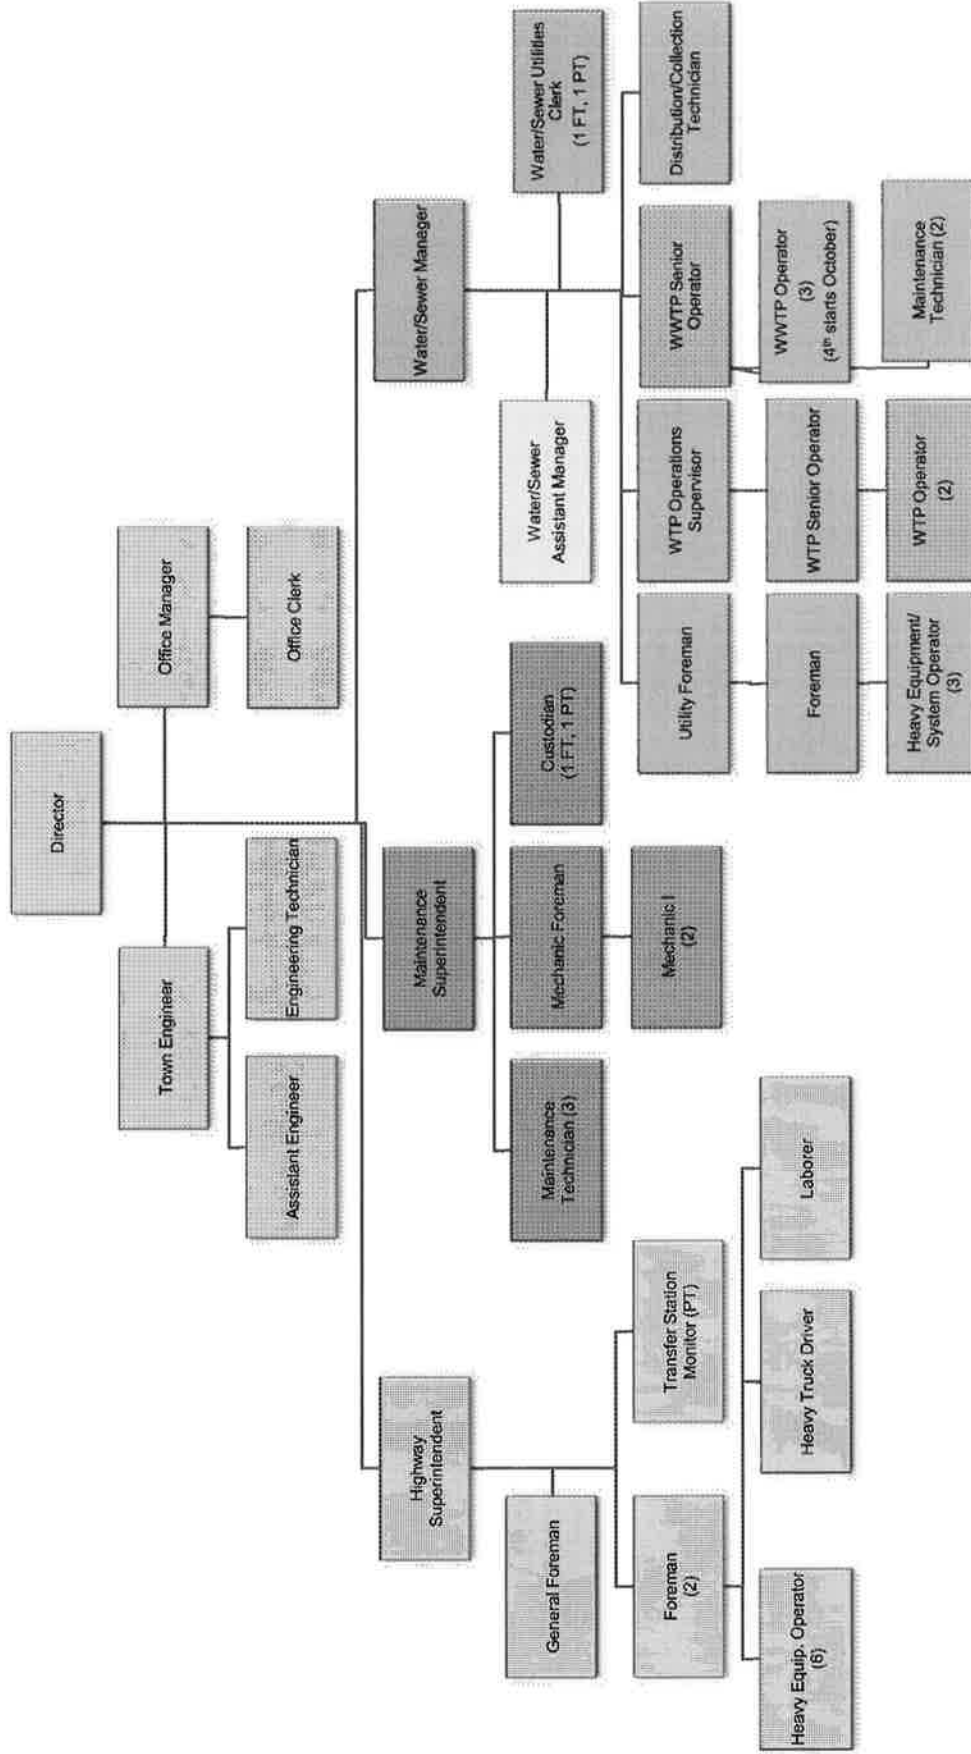 Director
Town Engineer
Office Manager
Assistant Engineer
Engineering Technician
Office Clerk
Highway
Superintendent
Maintenance
Superintendent
Water/Sewer Manager
General Foreman
Maintenance
Technician (3)
Mechanic Foreman
Custodian
(1 FT, 1 PT)
Water/Sewer
Assistant Manager
Water/Sewer Utilities
Clerk
(1 FT, 1 PT)
Foreman
(2)
Transfer Station
Monitor (PT)
Mechanic I
(2)
Utility Foreman
WTP Operations
Supervisor
WWTP Senior
Operator
Distribution/Collection
Technician
Heavy Equip. Operator
(6)
Heavy Truck Driver
Laborer
Foreman
WTP Senior Operator
WWTP Operator
(3)
(4th starts October)
Heavy Equipment/
System Operator
(3)
WTP Operator
(2)
Maintenance
Technician (2)